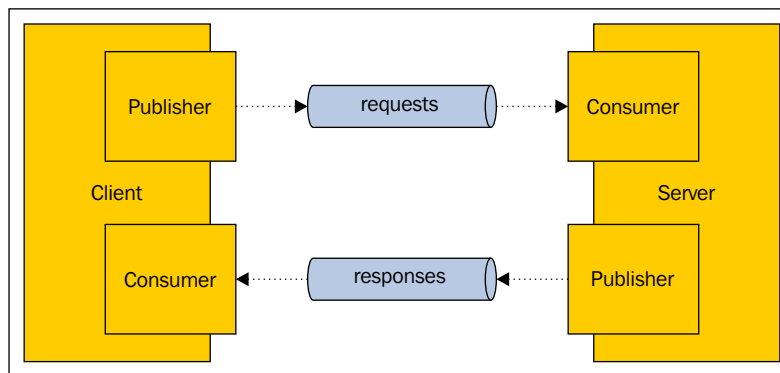 Publisher
requests
Consumer
Client
Server
Consumer
responses
Publisher